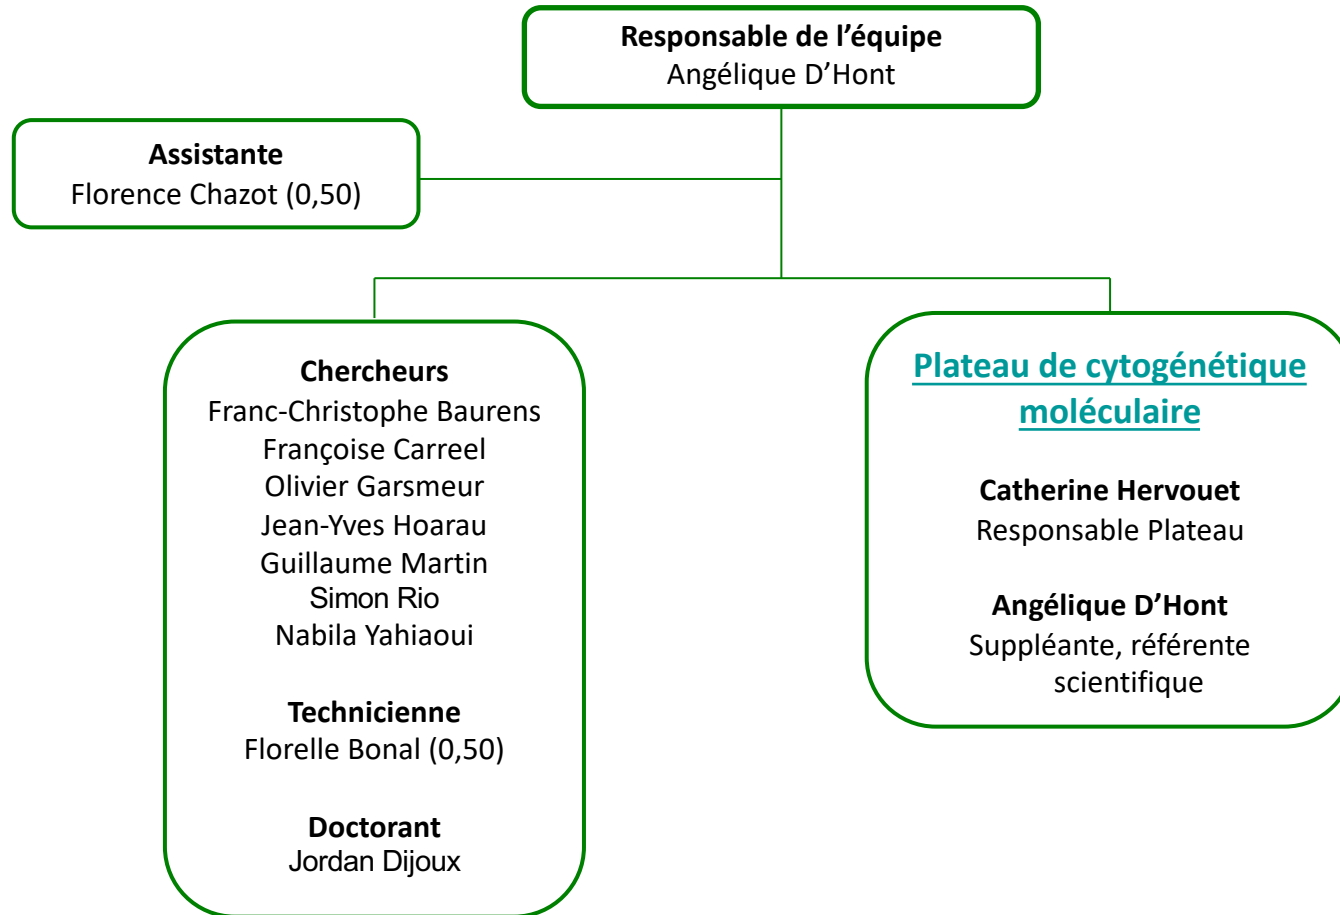 Responsable de l’équipe
Angélique D’Hont
Assistante
Florence Chazot (0,50)
Chercheurs
Franc-Christophe Baurens
Françoise Carreel
Olivier Garsmeur
Jean-Yves Hoarau
Guillaume Martin
Simon Rio
Nabila Yahiaoui
Technicienne
Florelle Bonal (0,50)
Doctorant
Jordan Dijoux
Plateau de cytogénétique
moléculaire
Catherine Hervouet
Responsable Plateau
Angélique D’Hont
Suppléante, référente
scientifique